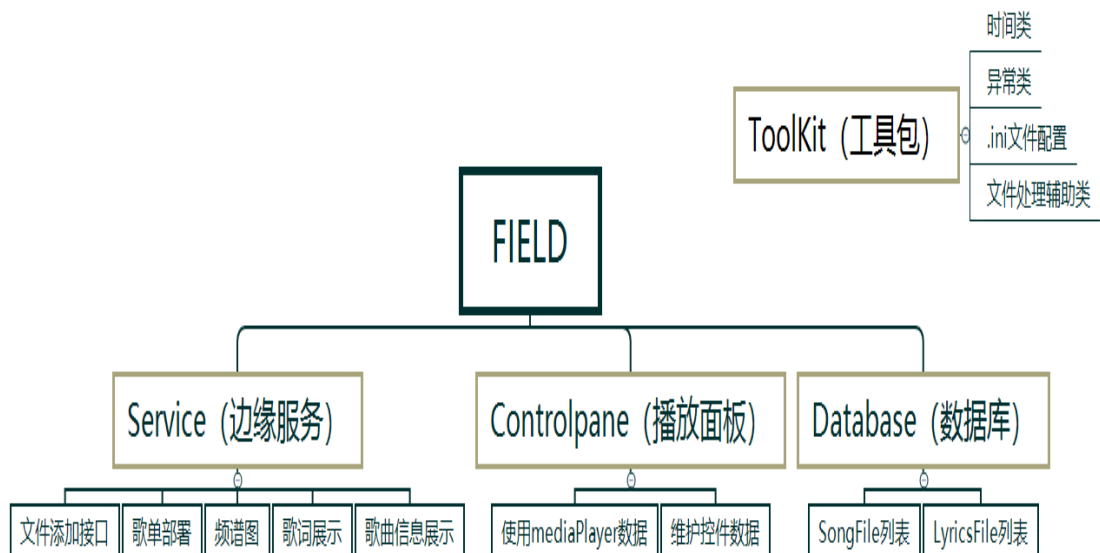 时间类
异常类
ToolKit（工具包）
.ini文件配置
文件处理辅助类
FIELD
Service（边缘服务）
Controlpane（播放面板）
Database（数据库）
文件添加接口
歌单部署
频谱图
歌词展示
歌曲信息展示
使用mediaPlayer数据
维护控件数据
SongFile列表
LyricsFile列表